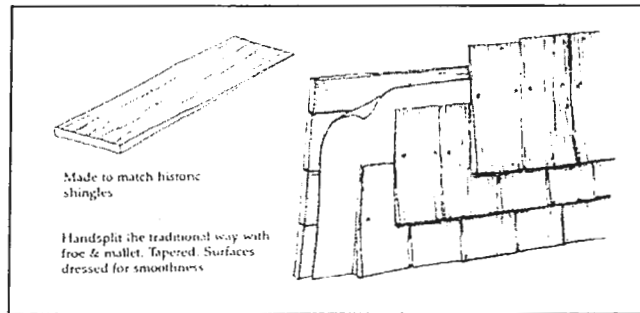 Made to match historic
shingles
Handsplit the traditional way with
froe & mallet. Tapered. Surfaces
dressed for smoothness